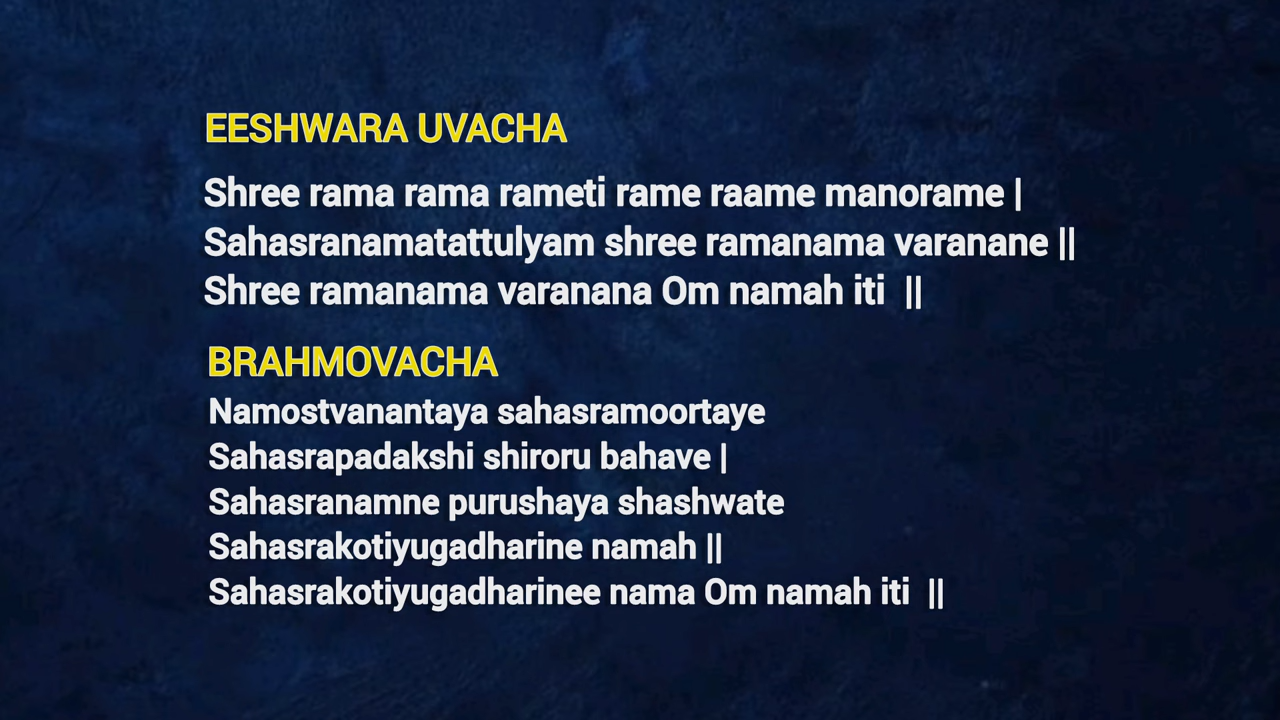 EESHWARA UVACHA
Shree rama rama rameti rame raame manorame |
Sahasranamatattulyam shree ramanama varanane ||
Shree ramanama varanana Om namah iti ||
BRAHMOVACHA
Namostvanantaya sahasramoortaye
Sahasrapadakshi shiroru bahave |
Sahasranamne purushaya shashwate
Sahasrakotiyugadharine namah ||
Sahasrakotiyugadharinee nama Om namah iti ||